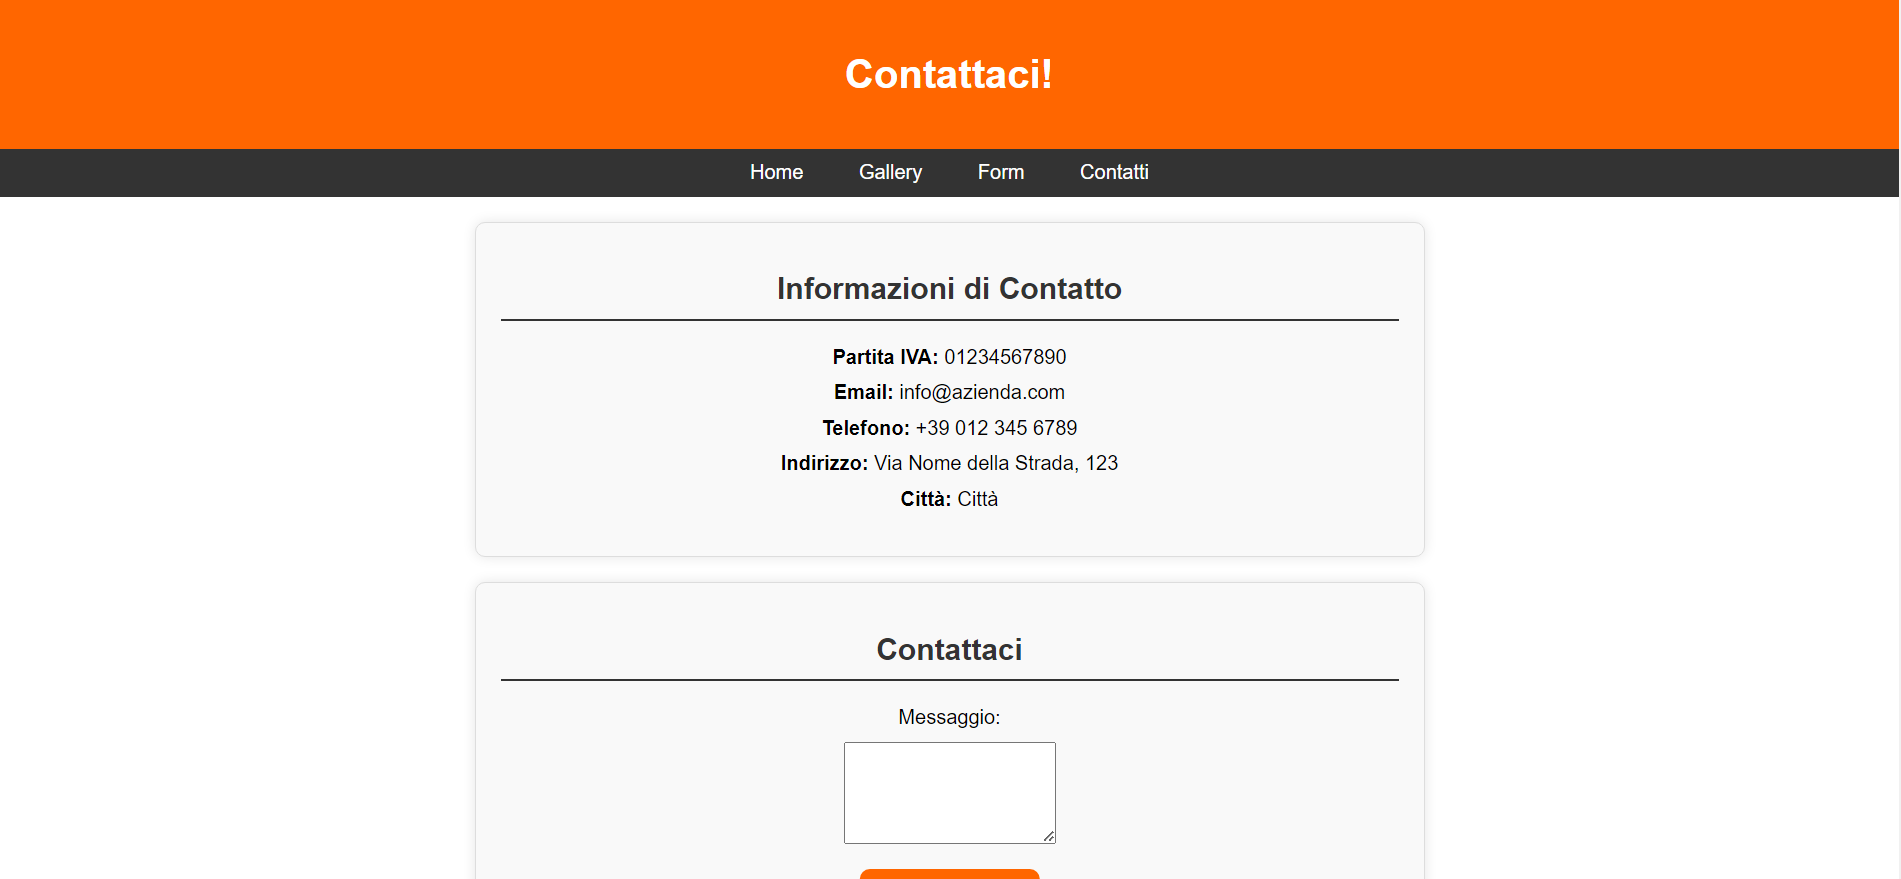 Contattaci!
Home Gallery Form Contatti
Informazioni di Contatto
Partita IVA: 01234567890
Email: info@azienda.com
Telefono: +39 012 345 6789
Indirizzo: Via Nome della Strada, 123
Città: Città
Contattaci
Messaggio: